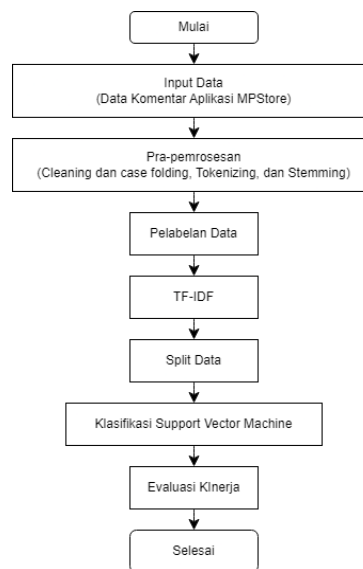 Mulai
Input Data
(Data Komentar Aplikasi MPStore)
Pra-pemrosesan
(Cleaning dan case folding, Tokenizing, dan Stemming)
Pelabelan Data
TF-IDF
Split Data
Klasifikasi Support Vector Machine
Evaluasi KInerja
Selesai